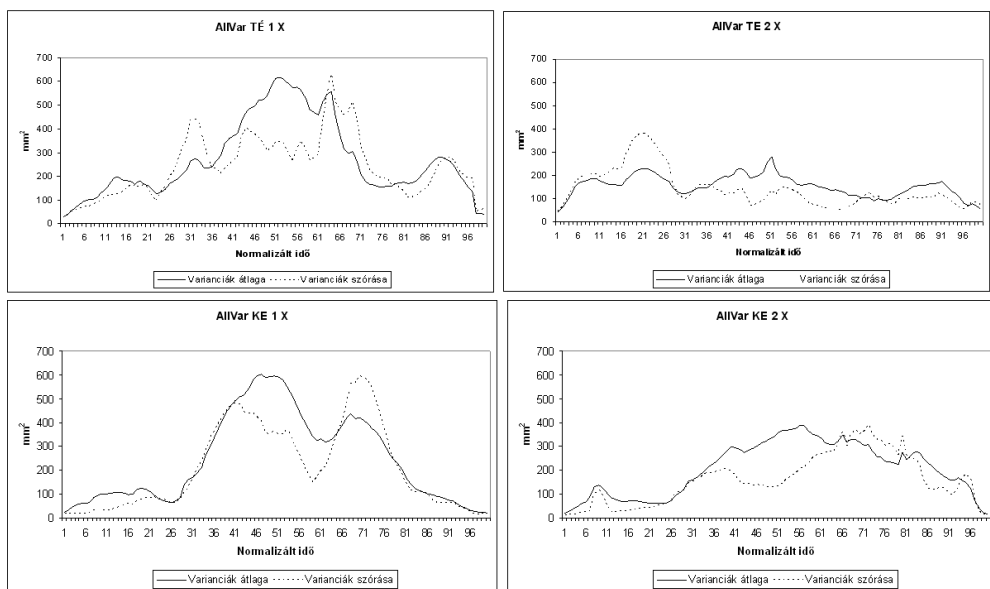 AllVar TÉ 1 X
700
600
500
400
300
200
100
0
mm²
1 6 11 16 21 26 31 36 41 46 51 56 61 66 71 76 81 86 91 96
Normalizált idő
Varianciák átlaga Varianciák szórása
AllVar TE 2 X
700
600
500
400
300
200
100
0
mm²
1 6 11 16 21 26 31 36 41 46 51 56 61 66 71 76 81 86 91 96
Normalizált idő
Varianciák átlaga Varianciák szórása
AllVar KE 1 X
700
600
500
400
300
200
100
0
mm²
1 6 11 16 21 26 31 36 41 46 51 56 61 66 71 76 81 86 91 96
Normalizált idő
Varianciák átlaga Varianciák szórása
AllVar KE 2 X
700
600
500
400
300
200
100
0
mm²
1 6 11 16 21 26 31 36 41 46 51 56 61 66 71 76 81 86 91 96
Normalizált idő
Varianciák átlaga Varianciák szórása